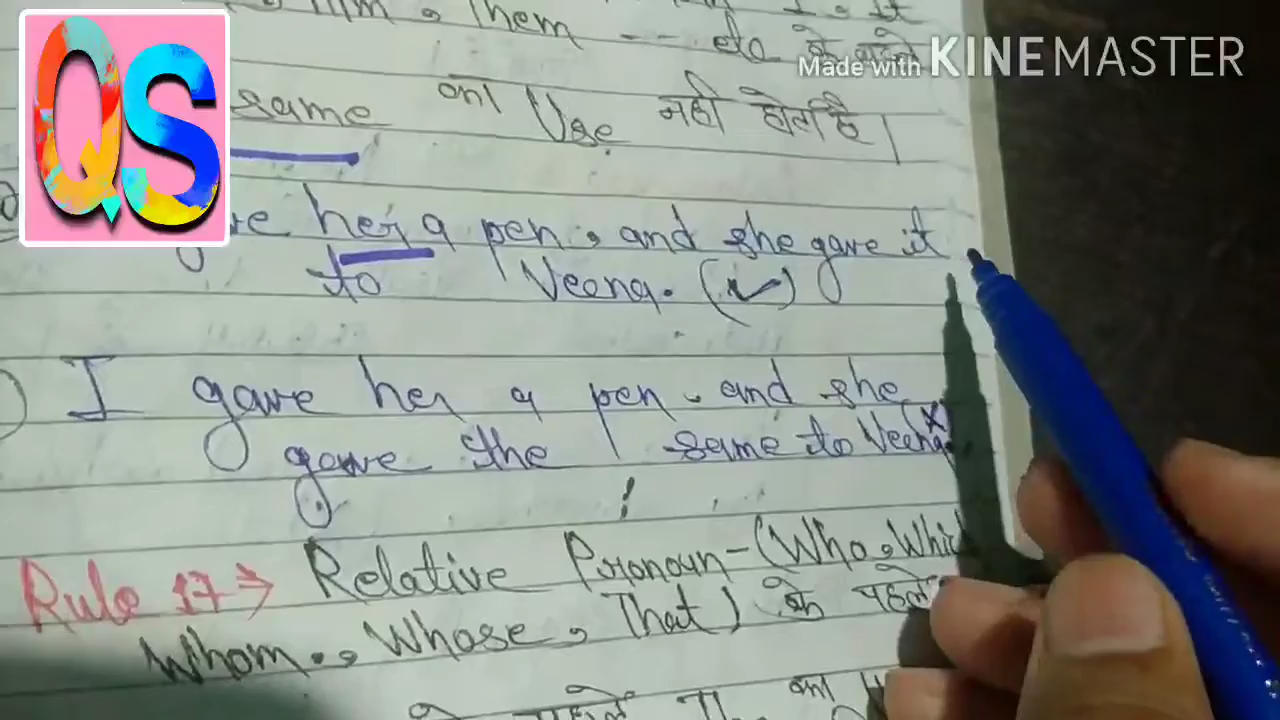 Him, Them -- etc के पहले
Made with KINEMASTER
QS
same का Use नही होता है।
her a pen, and she gave it
to Veena. (✓)
I gave her a pen. and she
gave the same to Veena. (x)
Rule 17⇒ Relative Pronoun-(Who, Which
Whom., Whose, That) के पहले
के पहले का